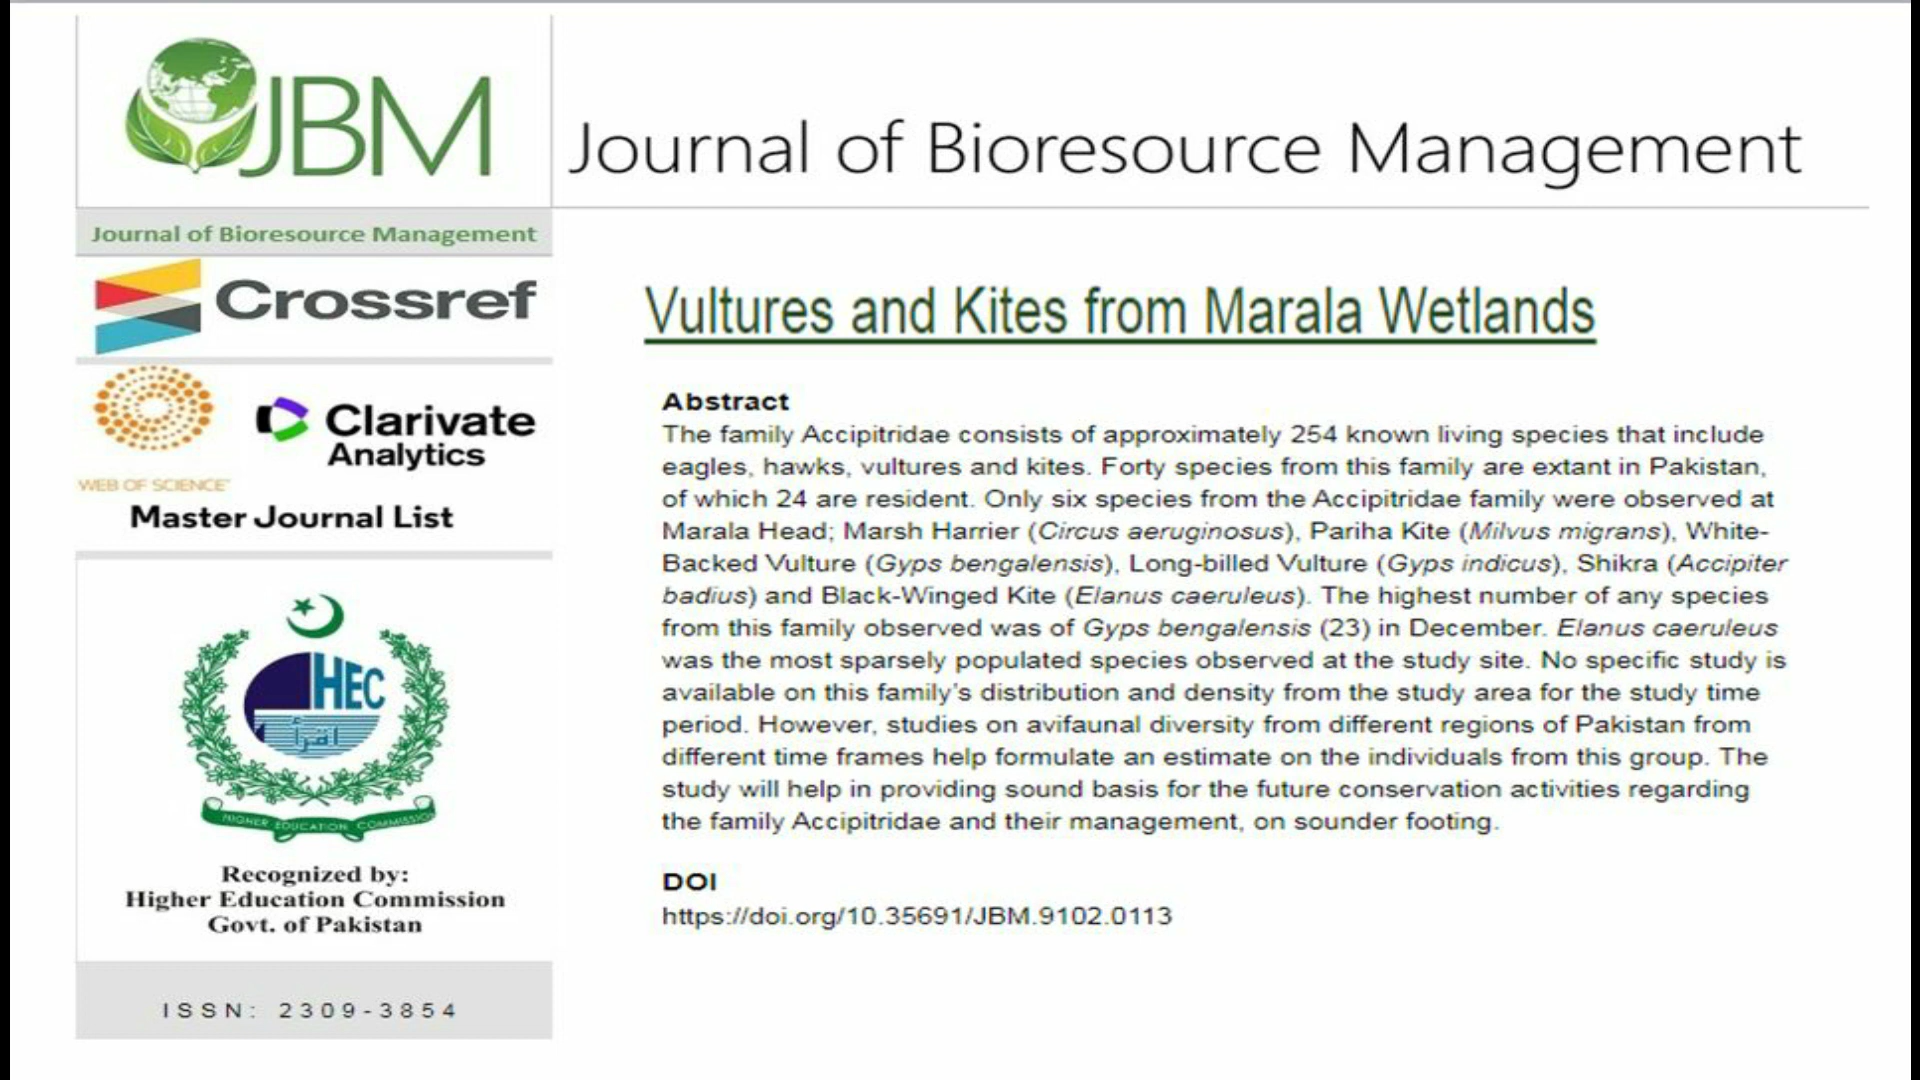 JBM
Journal of Bioresource Management
Journal of Bioresource Management
Crossref
WEB OF SCIENCE™
Clarivate
Analytics
Master Journal List
HEC
اقرأ
HIGHER EDUCATION COMMISSION
Recognized by:
Higher Education Commission
Govt. of Pakistan
ISSN: 2309-3854
Vultures and Kites from Marala Wetlands
Abstract
The family Accipitridae consists of approximately 254 known living species that include
eagles, hawks, vultures and kites. Forty species from this family are extant in Pakistan,
of which 24 are resident. Only six species from the Accipitridae family were observed at
Marala Head; Marsh Harrier (Circus aeruginosus), Pariha Kite (Milvus migrans), White-
Backed Vulture (Gyps bengalensis), Long-billed Vulture (Gyps indicus), Shikra (Accipiter
badius) and Black-Winged Kite (Elanus caeruleus). The highest number of any species
from this family observed was of Gyps bengalensis (23) in December. Elanus caeruleus
was the most sparsely populated species observed at the study site. No specific study is
available on this family's distribution and density from the study area for the study time
period. However, studies on avifaunal diversity from different regions of Pakistan from
different time frames help formulate an estimate on the individuals from this group. The
study will help in providing sound basis for the future conservation activities regarding
the family Accipitridae and their management, on sounder footing.
DOI
https://doi.org/10.35691/JBM.9102.0113